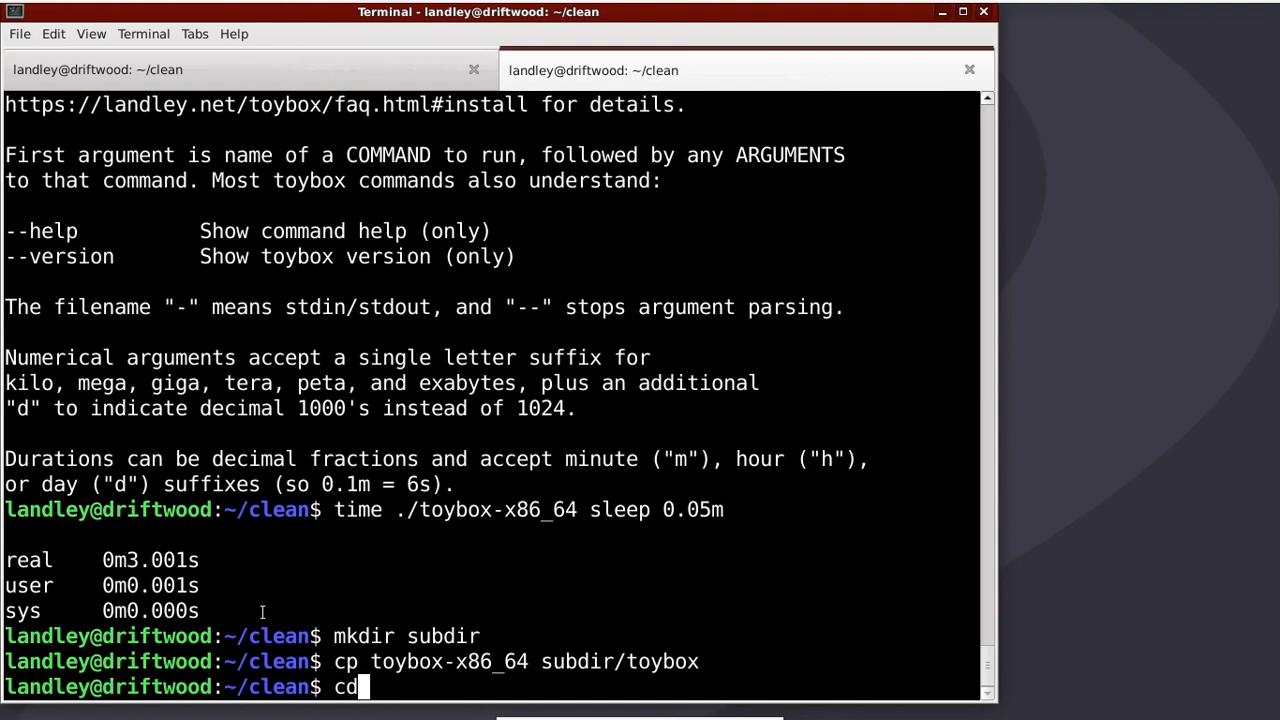 Terminal - landley@driftwood: ~/clean
File Edit View Terminal Tabs Help
landley@driftwood: ~/clean
landley@driftwood: ~/clean
https://landley.net/toybox/faq.html#install for details.
First argument is name of a COMMAND to run, followed by any ARGUMENTS
to that command. Most toybox commands also understand:
--help Show command help (only)
--version Show toybox version (only)
The filename "-" means stdin/stdout, and "--" stops argument parsing.
Numerical arguments accept a single letter suffix for
kilo, mega, giga, tera, peta, and exabytes, plus an additional
"d" to indicate decimal 1000's instead of 1024.
Durations can be decimal fractions and accept minute ("m"), hour ("h"),
or day ("d") suffixes (so 0.1m = 6s).
landley@driftwood:~/clean$ time ./toybox-x86_64 sleep 0.05m
real 0m3.001s
user 0m0.001s
sys 0m0.000s
landley@driftwood:~/clean$ mkdir subdir
landley@driftwood:~/clean$ cp toybox-x86_64 subdir/toybox
landley@driftwood:~/clean$ cd